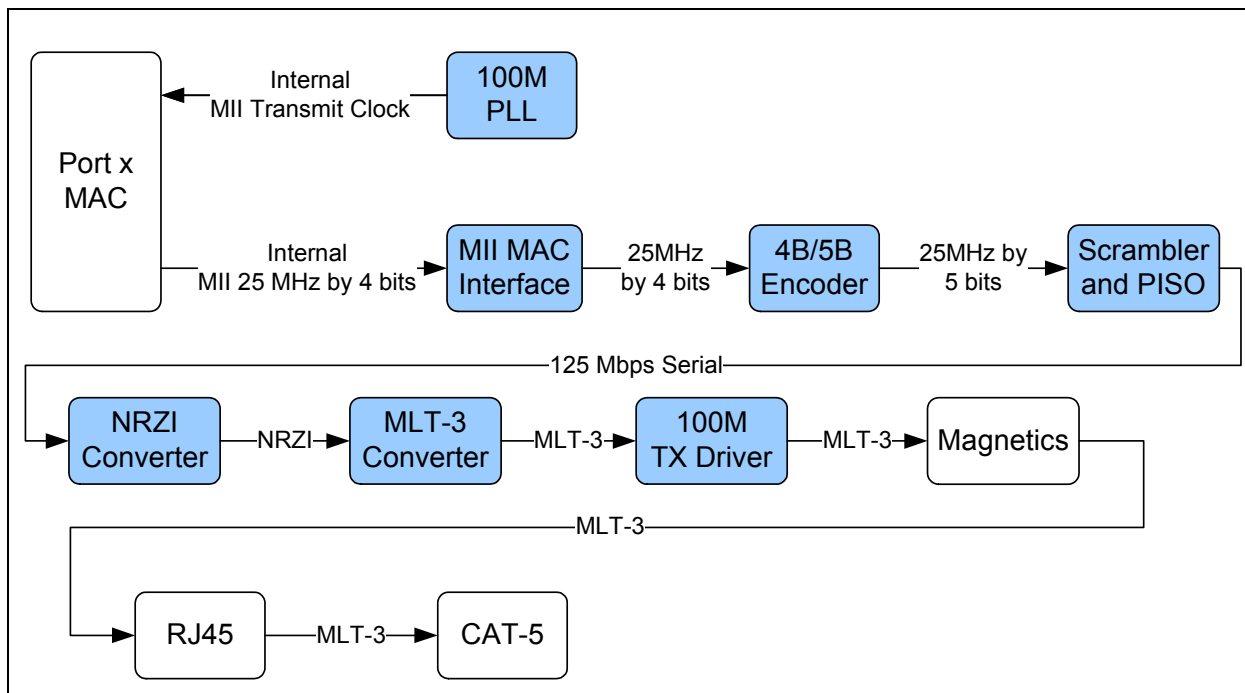 Internal
MII Transmit Clock
100M
PLL
Port x
MAC
Internal
MII 25 MHz by 4 bits
MII MAC
Interface
25MHz
by 4 bits
4B/5B
Encoder
25MHz by
5 bits
Scrambler
and PISO
125 Mbps Serial
NRZI
Converter
NRZI
MLT-3
Converter
MLT-3
100M
TX Driver
MLT-3
Magnetics
MLT-3
RJ45
MLT-3
CAT-5